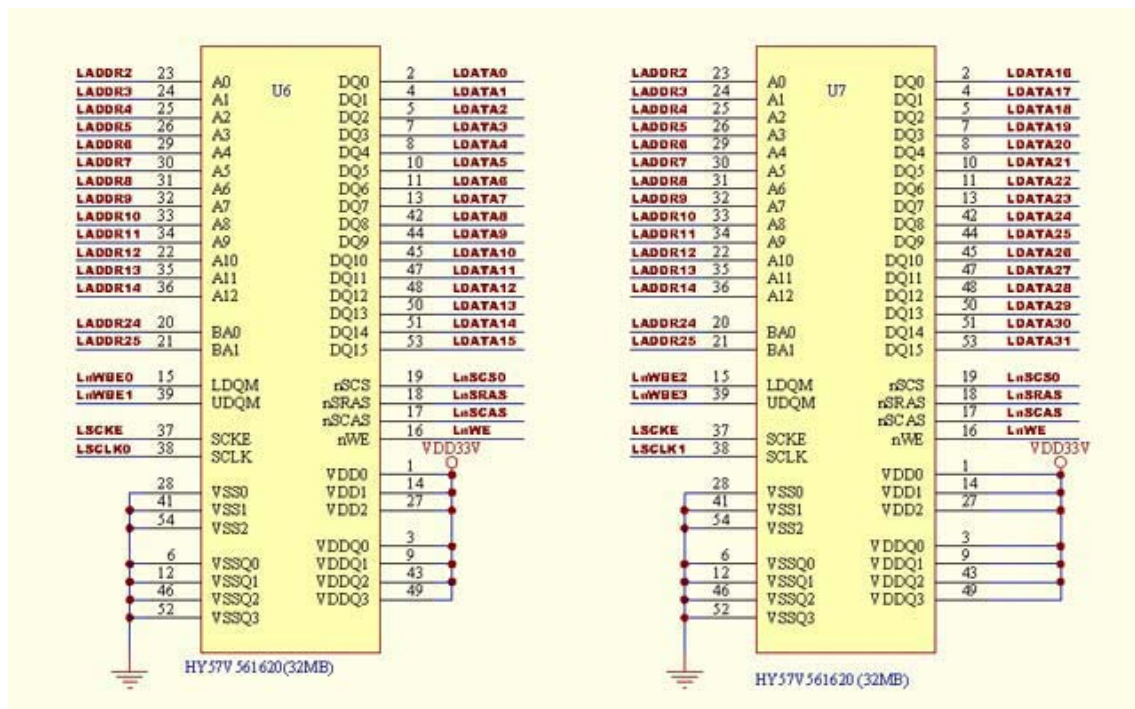 LADDR2 23 A0 U6 DQ0 2 LDATA0
LADDR3 24 A1 DQ1 4 LDATA1
LADDR4 25 A2 DQ2 5 LDATA2
LADDR5 26 A3 DQ3 7 LDATA3
LADDR6 29 A4 DQ4 8 LDATA4
LADDR7 30 A5 DQ5 10 LDATA5
LADDR8 31 A6 DQ6 11 LDATA6
LADDR9 32 A7 DQ7 13 LDATA7
LADDR10 33 A8 DQ8 42 LDATA8
LADDR11 34 A9 DQ9 44 LDATA9
LADDR12 22 A10 DQ10 45 LDATA10
LADDR13 35 A11 DQ11 47 LDATA11
LADDR14 36 A12 DQ12 48 LDATA12
DQ13 50 LDATA13
LADDR24 20 BA0 DQ14 51 LDATA14
LADDR25 21 BA1 DQ15 53 LDATA15
LnWBE0 15 LDQM nSCS 19 LnSCS0
LnWBE1 39 UDQM nSRAS 18 LnSRAS
nSCAS 17 LnSCAS
LSCKE 37 SCKE nWE 16 LnWE
LSCLK0 38 SCLK VDD33V
VDD0 1
28 VSS0 VDD1 14
41 VSS1 VDD2 27
54 VSS2
VDDQ0 3
6 VSSQ0 VDDQ1 9
12 VSSQ1 VDDQ2 43
46 VSSQ2 VDDQ3 49
52 VSSQ3
HY57V561620(32MB)
LADDR2 23 A0 U7 DQ0 2 LDATA16
LADDR3 24 A1 DQ1 4 LDATA17
LADDR4 25 A2 DQ2 5 LDATA18
LADDR5 26 A3 DQ3 7 LDATA19
LADDR6 29 A4 DQ4 8 LDATA20
LADDR7 30 A5 DQ5 10 LDATA21
LADDR8 31 A6 DQ6 11 LDATA22
LADDR9 32 A7 DQ7 13 LDATA23
LADDR10 33 A8 DQ8 42 LDATA24
LADDR11 34 A9 DQ9 44 LDATA25
LADDR12 22 A10 DQ10 45 LDATA26
LADDR13 35 A11 DQ11 47 LDATA27
LADDR14 36 A12 DQ12 48 LDATA28
DQ13 50 LDATA29
LADDR24 20 BA0 DQ14 51 LDATA30
LADDR25 21 BA1 DQ15 53 LDATA31
LnWBE2 15 LDQM nSCS 19 LnSCS0
LnWBE3 39 UDQM nSRAS 18 LnSRAS
nSCAS 17 LnSCAS
LSCKE 37 SCKE nWE 16 LnWE
LSCLK1 38 SCLK VDD33V
VDD0 1
28 VSS0 VDD1 14
41 VSS1 VDD2 27
54 VSS2
VDDQ0 3
6 VSSQ0 VDDQ1 9
12 VSSQ1 VDDQ2 43
46 VSSQ2 VDDQ3 49
52 VSSQ3
HY57V561620 (32MB)